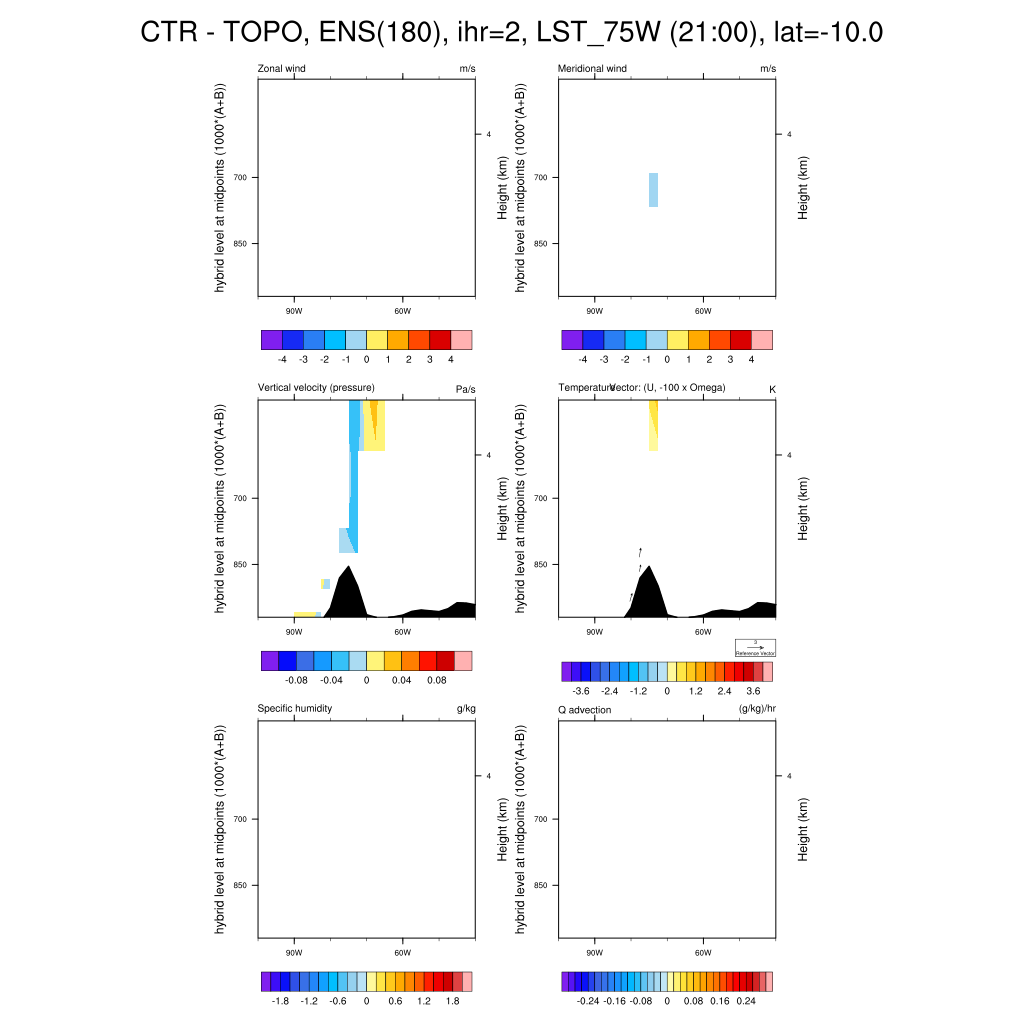 CTR - TOPO, ENS(180), ihr=2, LST_75W (21:00), lat=-10.0
Zonal wind m/s
hybrid level at midpoints (1000*(A+B))
700
850
4
Height (km)
90W 60W
-4 -3 -2 -1 0 1 2 3 4
Meridional wind m/s
hybrid level at midpoints (1000*(A+B))
700
850
4
Height (km)
90W 60W
-4 -3 -2 -1 0 1 2 3 4
Vertical velocity (pressure) Pa/s
hybrid level at midpoints (1000*(A+B))
700
850
4
Height (km)
90W 60W
-0.08 -0.04 0 0.04 0.08
Temperature Vector: (U, -100 x Omega) K
hybrid level at midpoints (1000*(A+B))
700
850
4
Height (km)
90W 60W
3
Reference Vector
-3.6 -2.4 -1.2 0 1.2 2.4 3.6
Specific humidity g/kg
hybrid level at midpoints (1000*(A+B))
700
850
4
Height (km)
90W 60W
-1.8 -1.2 -0.6 0 0.6 1.2 1.8
Q advection (g/kg)/hr
hybrid level at midpoints (1000*(A+B))
700
850
4
Height (km)
90W 60W
-0.24 -0.16 -0.08 0 0.08 0.16 0.24